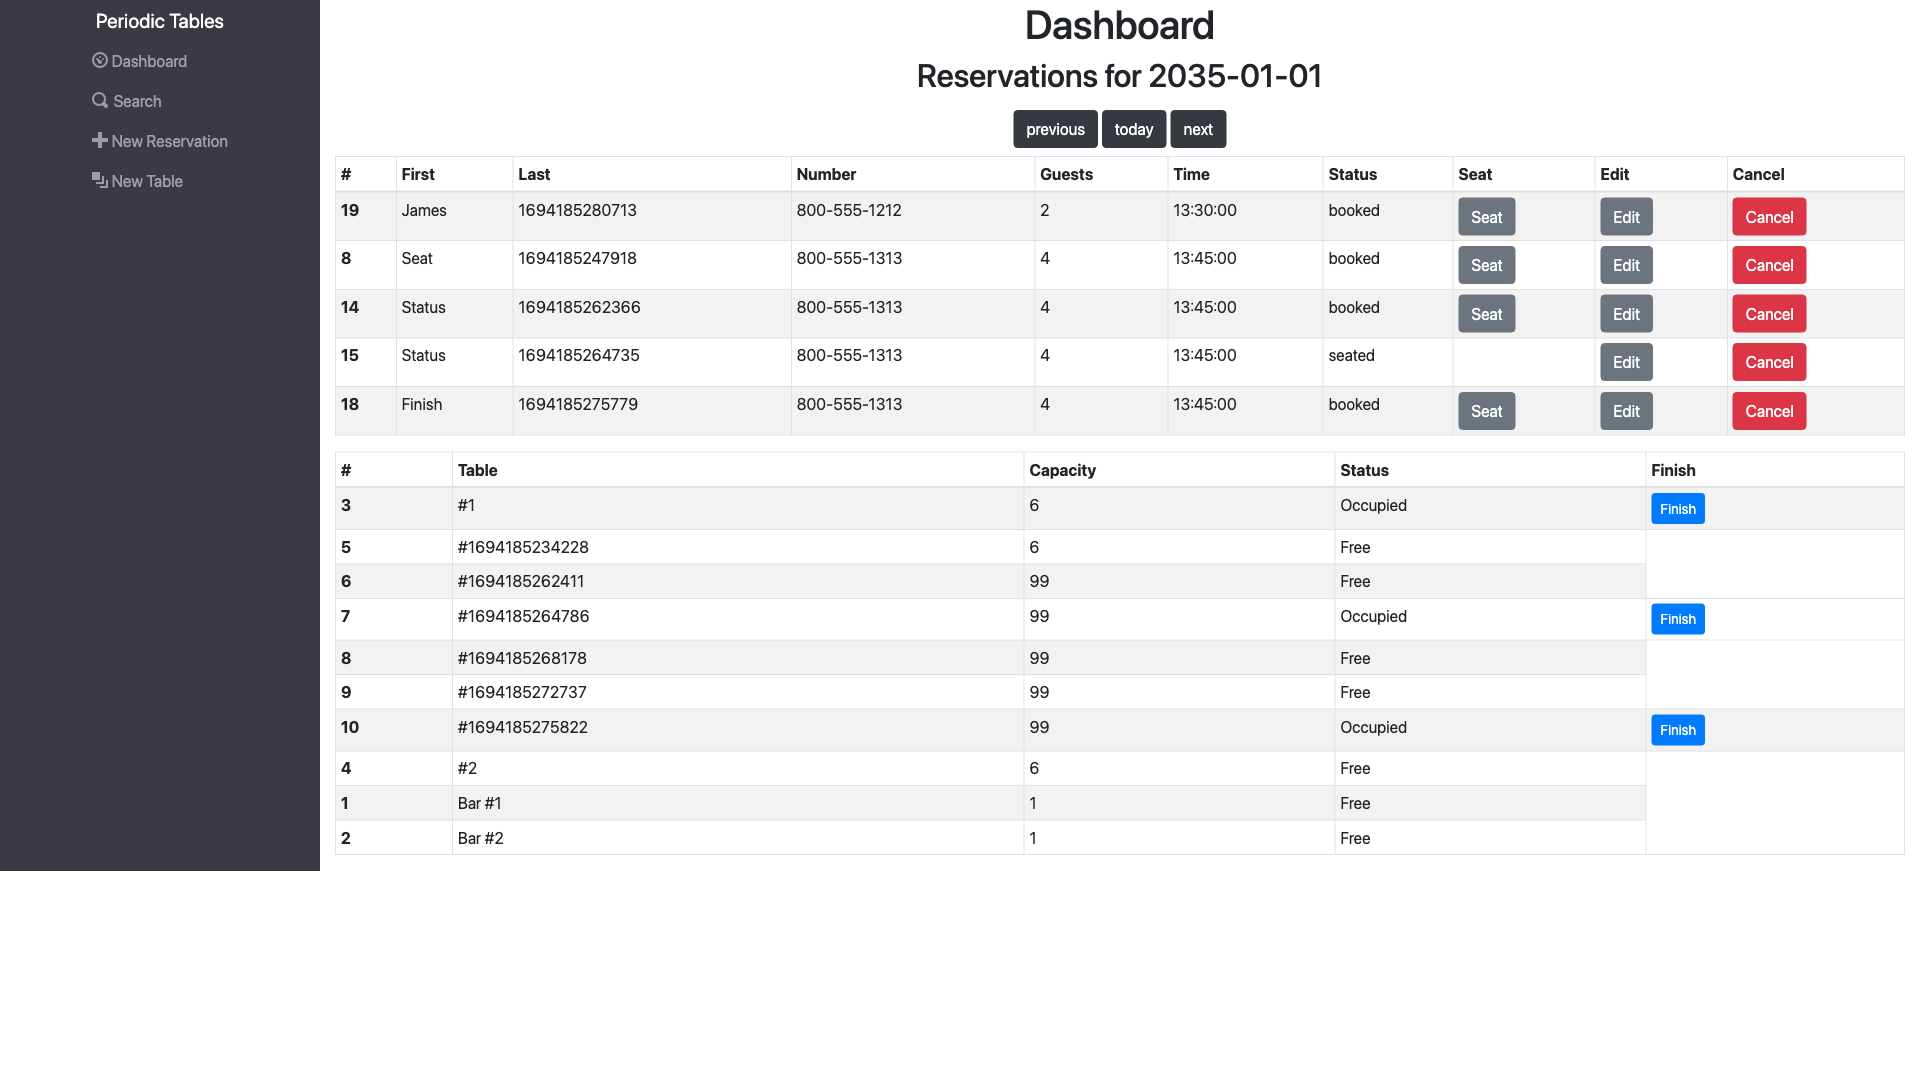 Periodic Tables
Dashboard
Search
New Reservation
New Table
Dashboard
Reservations for 2035-01-01
previous today next
# First Last Number Guests Time Status Seat Edit Cancel
19 James 1694185280713 800-555-1212 2 13:30:00 booked Seat Edit Cancel
8 Seat 1694185247918 800-555-1313 4 13:45:00 booked Seat Edit Cancel
14 Status 1694185262366 800-555-1313 4 13:45:00 booked Seat Edit Cancel
15 Status 1694185264735 800-555-1313 4 13:45:00 seated Edit Cancel
18 Finish 1694185275779 800-555-1313 4 13:45:00 booked Seat Edit Cancel
# Table Capacity Status Finish
3 #1 6 Occupied Finish
5 #1694185234228 6 Free
6 #1694185262411 99 Free
7 #1694185264786 99 Occupied Finish
8 #1694185268178 99 Free
9 #1694185272737 99 Free
10 #1694185275822 99 Occupied Finish
4 #2 6 Free
1 Bar #1 1 Free
2 Bar #2 1 Free